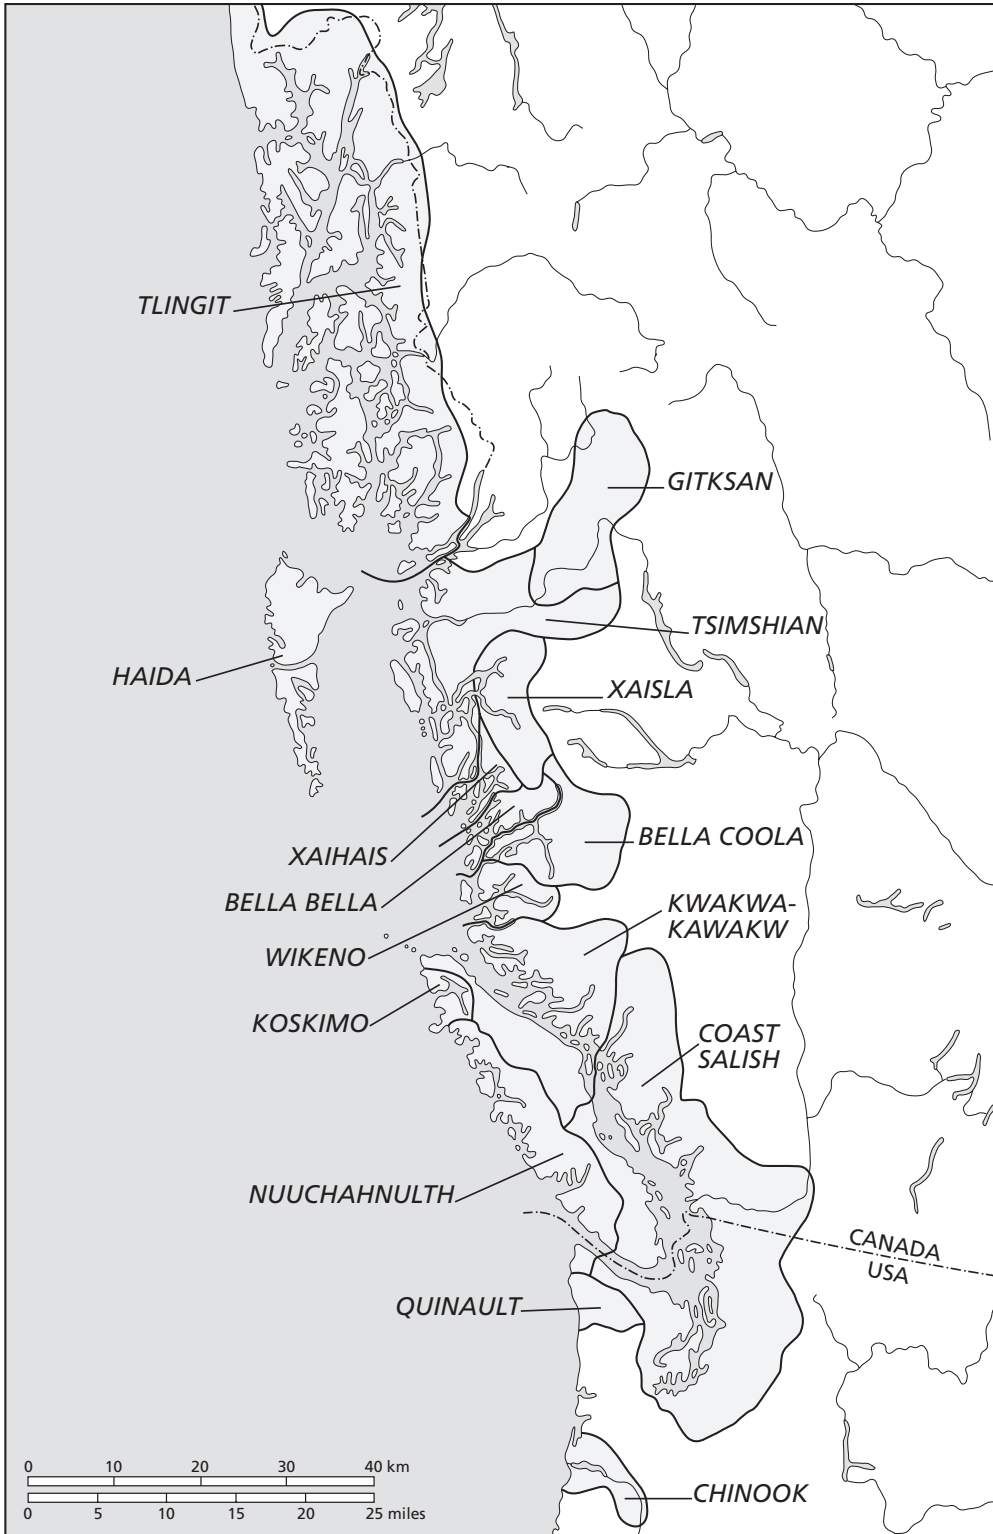 TLINGIT
GITKSAN
TSIMSHIAN
HAIDA
XAISLA
BELLA COOLA
XAIHAIS
BELLA BELLA
KWAKWA-
KAWAKW
WIKENO
KOSKIMO
COAST
SALISH
NUUCHAHNULTH
CANADA
USA
QUINAULT
0 10 20 30 40 km
0 5 10 15 20 25 miles
CHINOOK